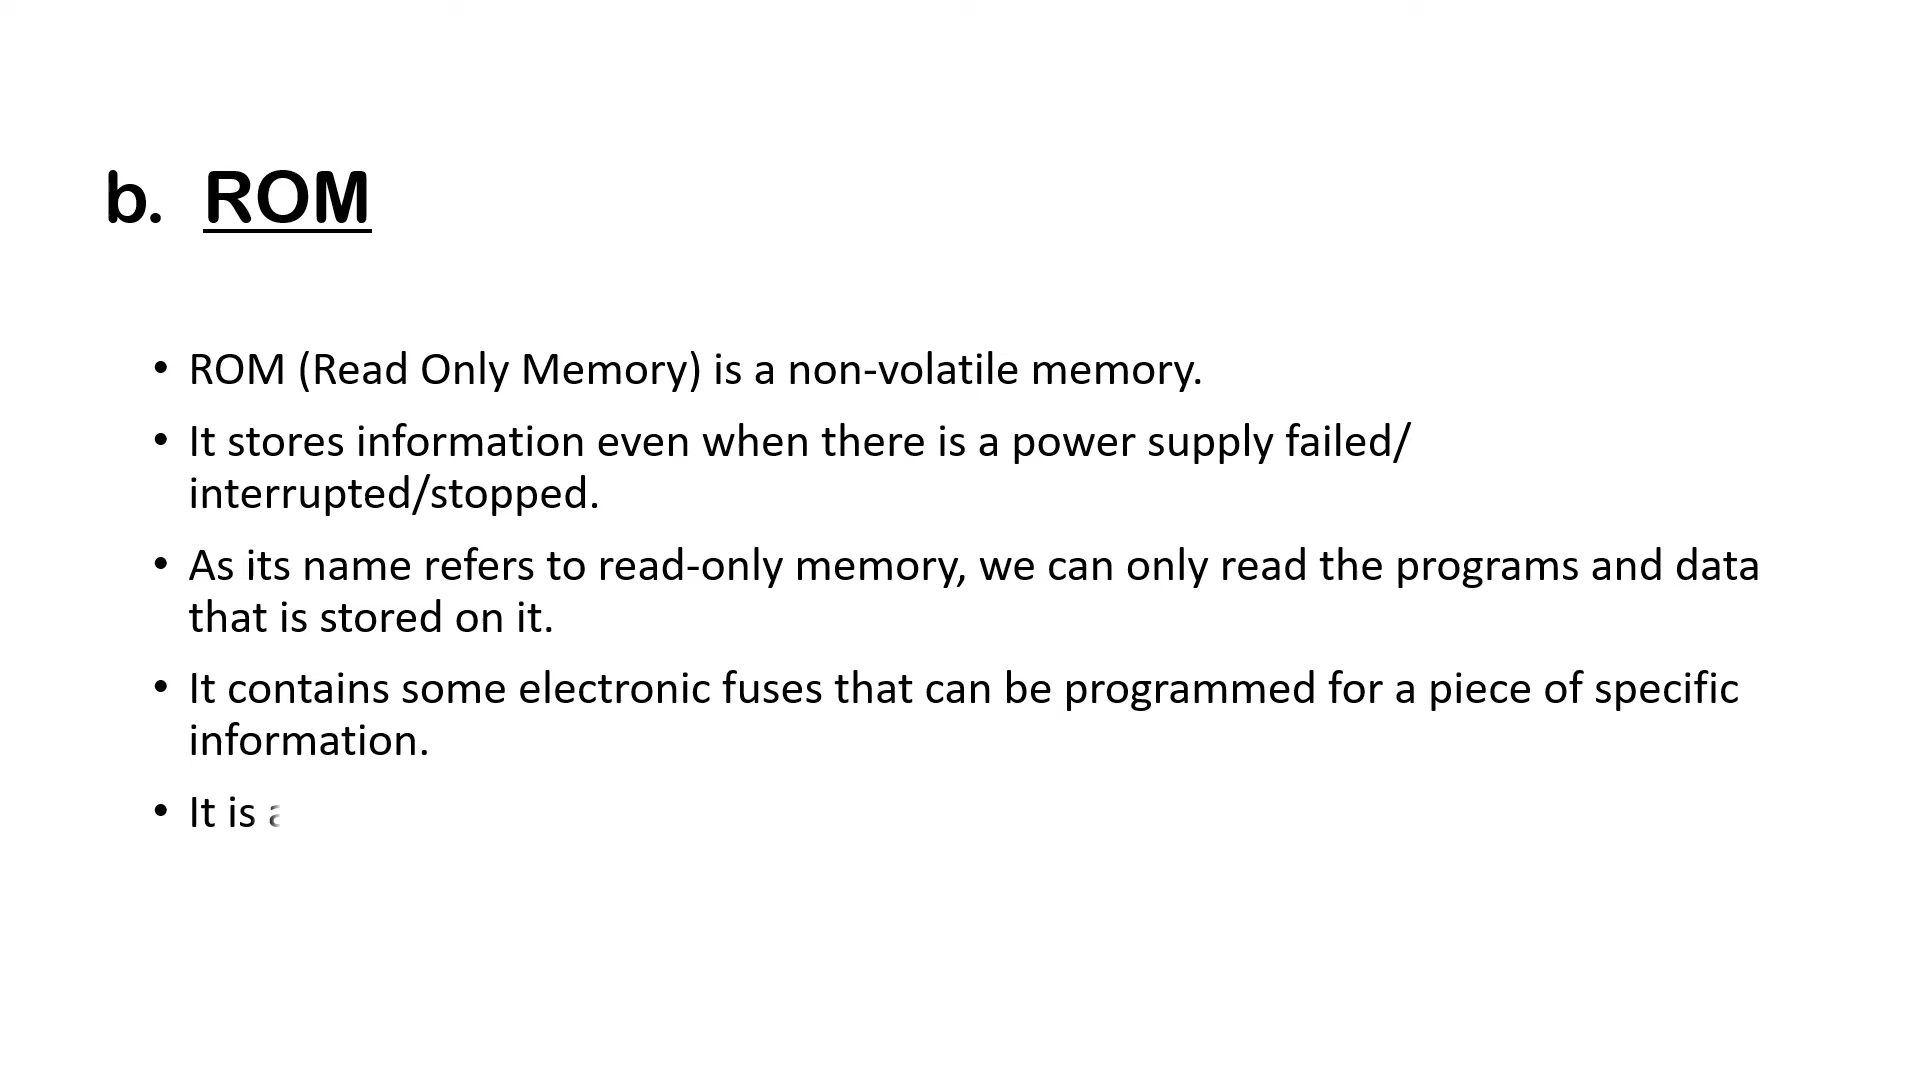 b. ROM
• ROM (Read Only Memory) is a non-volatile memory.
• It stores information even when there is a power supply failed/
interrupted/stopped.
• As its name refers to read-only memory, we can only read the programs and data
that is stored on it.
• It contains some electronic fuses that can be programmed for a piece of specific
information.
• It is